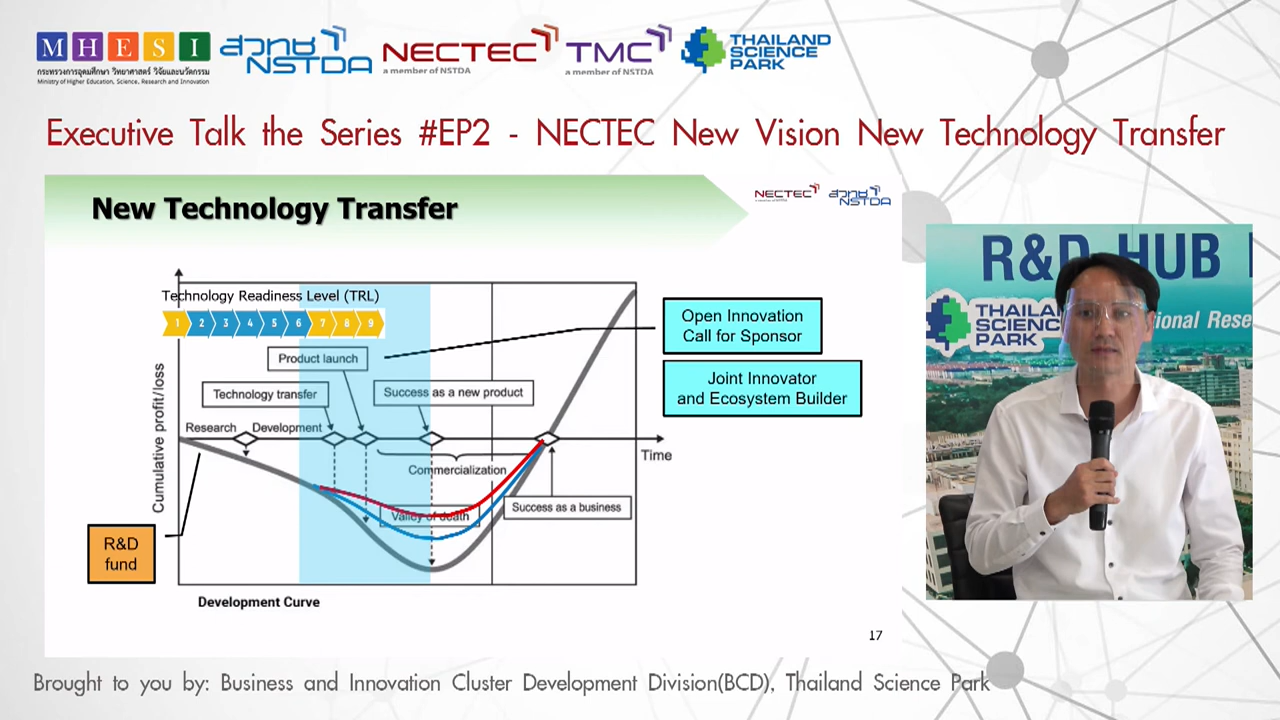 MHESI
กระทรวงการอุดมศึกษา วิทยาศาสตร์ วิจัยและนวัตกรรม
Ministry of Higher Education, Science, Research and Innovation
สวทช
NSTDA
NECTEC
a member of NSTDA
TMC
a member of NSTDA
THAILAND
SCIENCE
PARK
Executive Talk the Series #EP2 - NECTEC New Vision New Technology Transfer
New Technology Transfer
NECTEC
สวทช
NSTDA
Technology Readiness Level (TRL)
1 2 3 4 5 6 7 8 9
Product launch
Technology transfer
Success as a new product
Research
Development
Cumulative profit/loss
Time
Commercialization
Valley of death
Success as a business
Open Innovation
Call for Sponsor
Joint Innovator
and Ecosystem Builder
R&D
fund
Development Curve
17
R&D HUB
THAILAND
SCIENCE
PARK
Brought to you by: Business and Innovation Cluster Development Division(BCD), Thailand Science Park